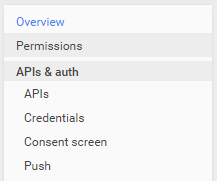 Overview
Permissions
APIs & auth
APIs
Credentials
Consent screen
Push